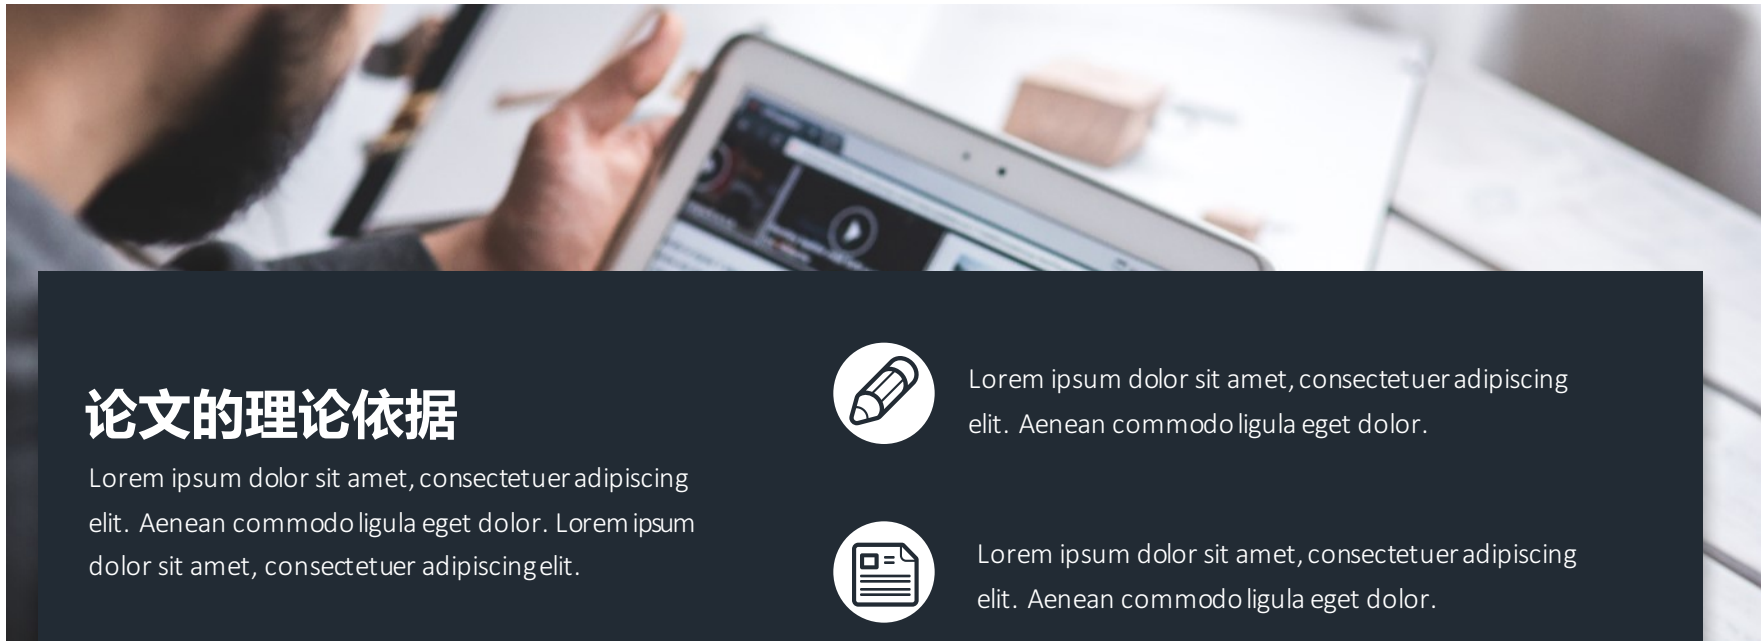 论文的理论依据
Lorem ipsum dolor sit amet, consectetuer adipiscing
elit. Aenean commodo ligula eget dolor. Lorem ipsum
dolor sit amet, consectetuer adipiscing elit.
Lorem ipsum dolor sit amet, consectetuer adipiscing
elit. Aenean commodo ligula eget dolor.
Lorem ipsum dolor sit amet, consectetuer adipiscing
elit. Aenean commodo ligula eget dolor.